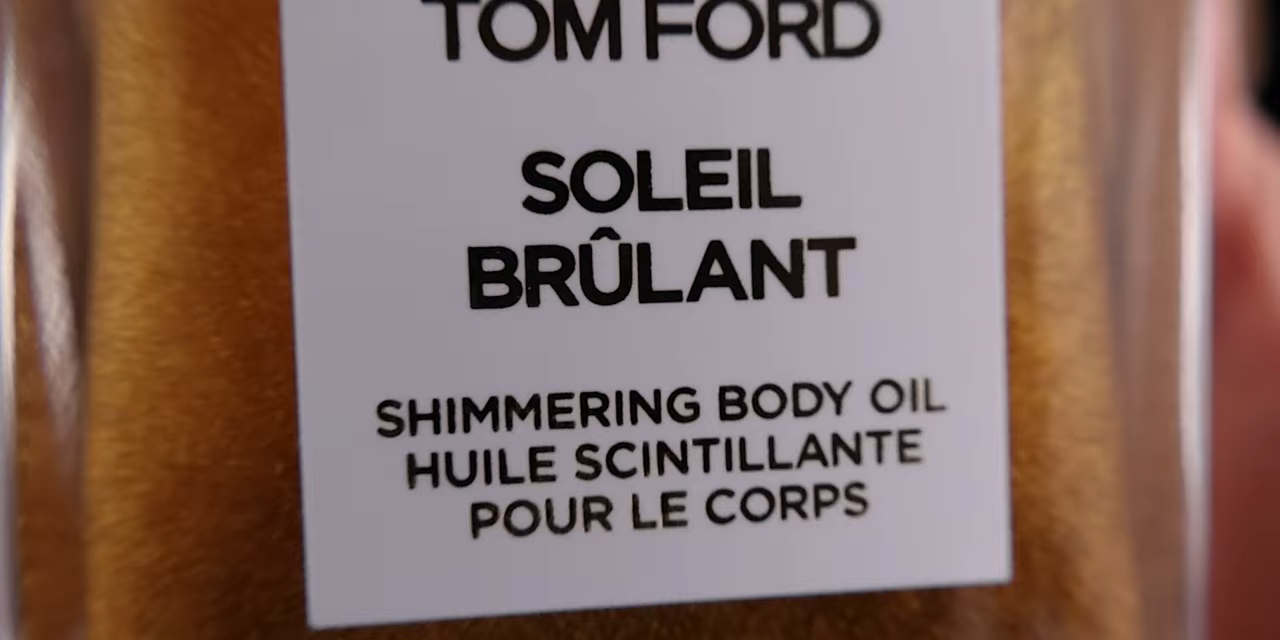 TOM FORD
SOLEIL
BRÛLANT
SHIMMERING BODY OIL
HUILE SCINTILLANTE
POUR LE CORPS